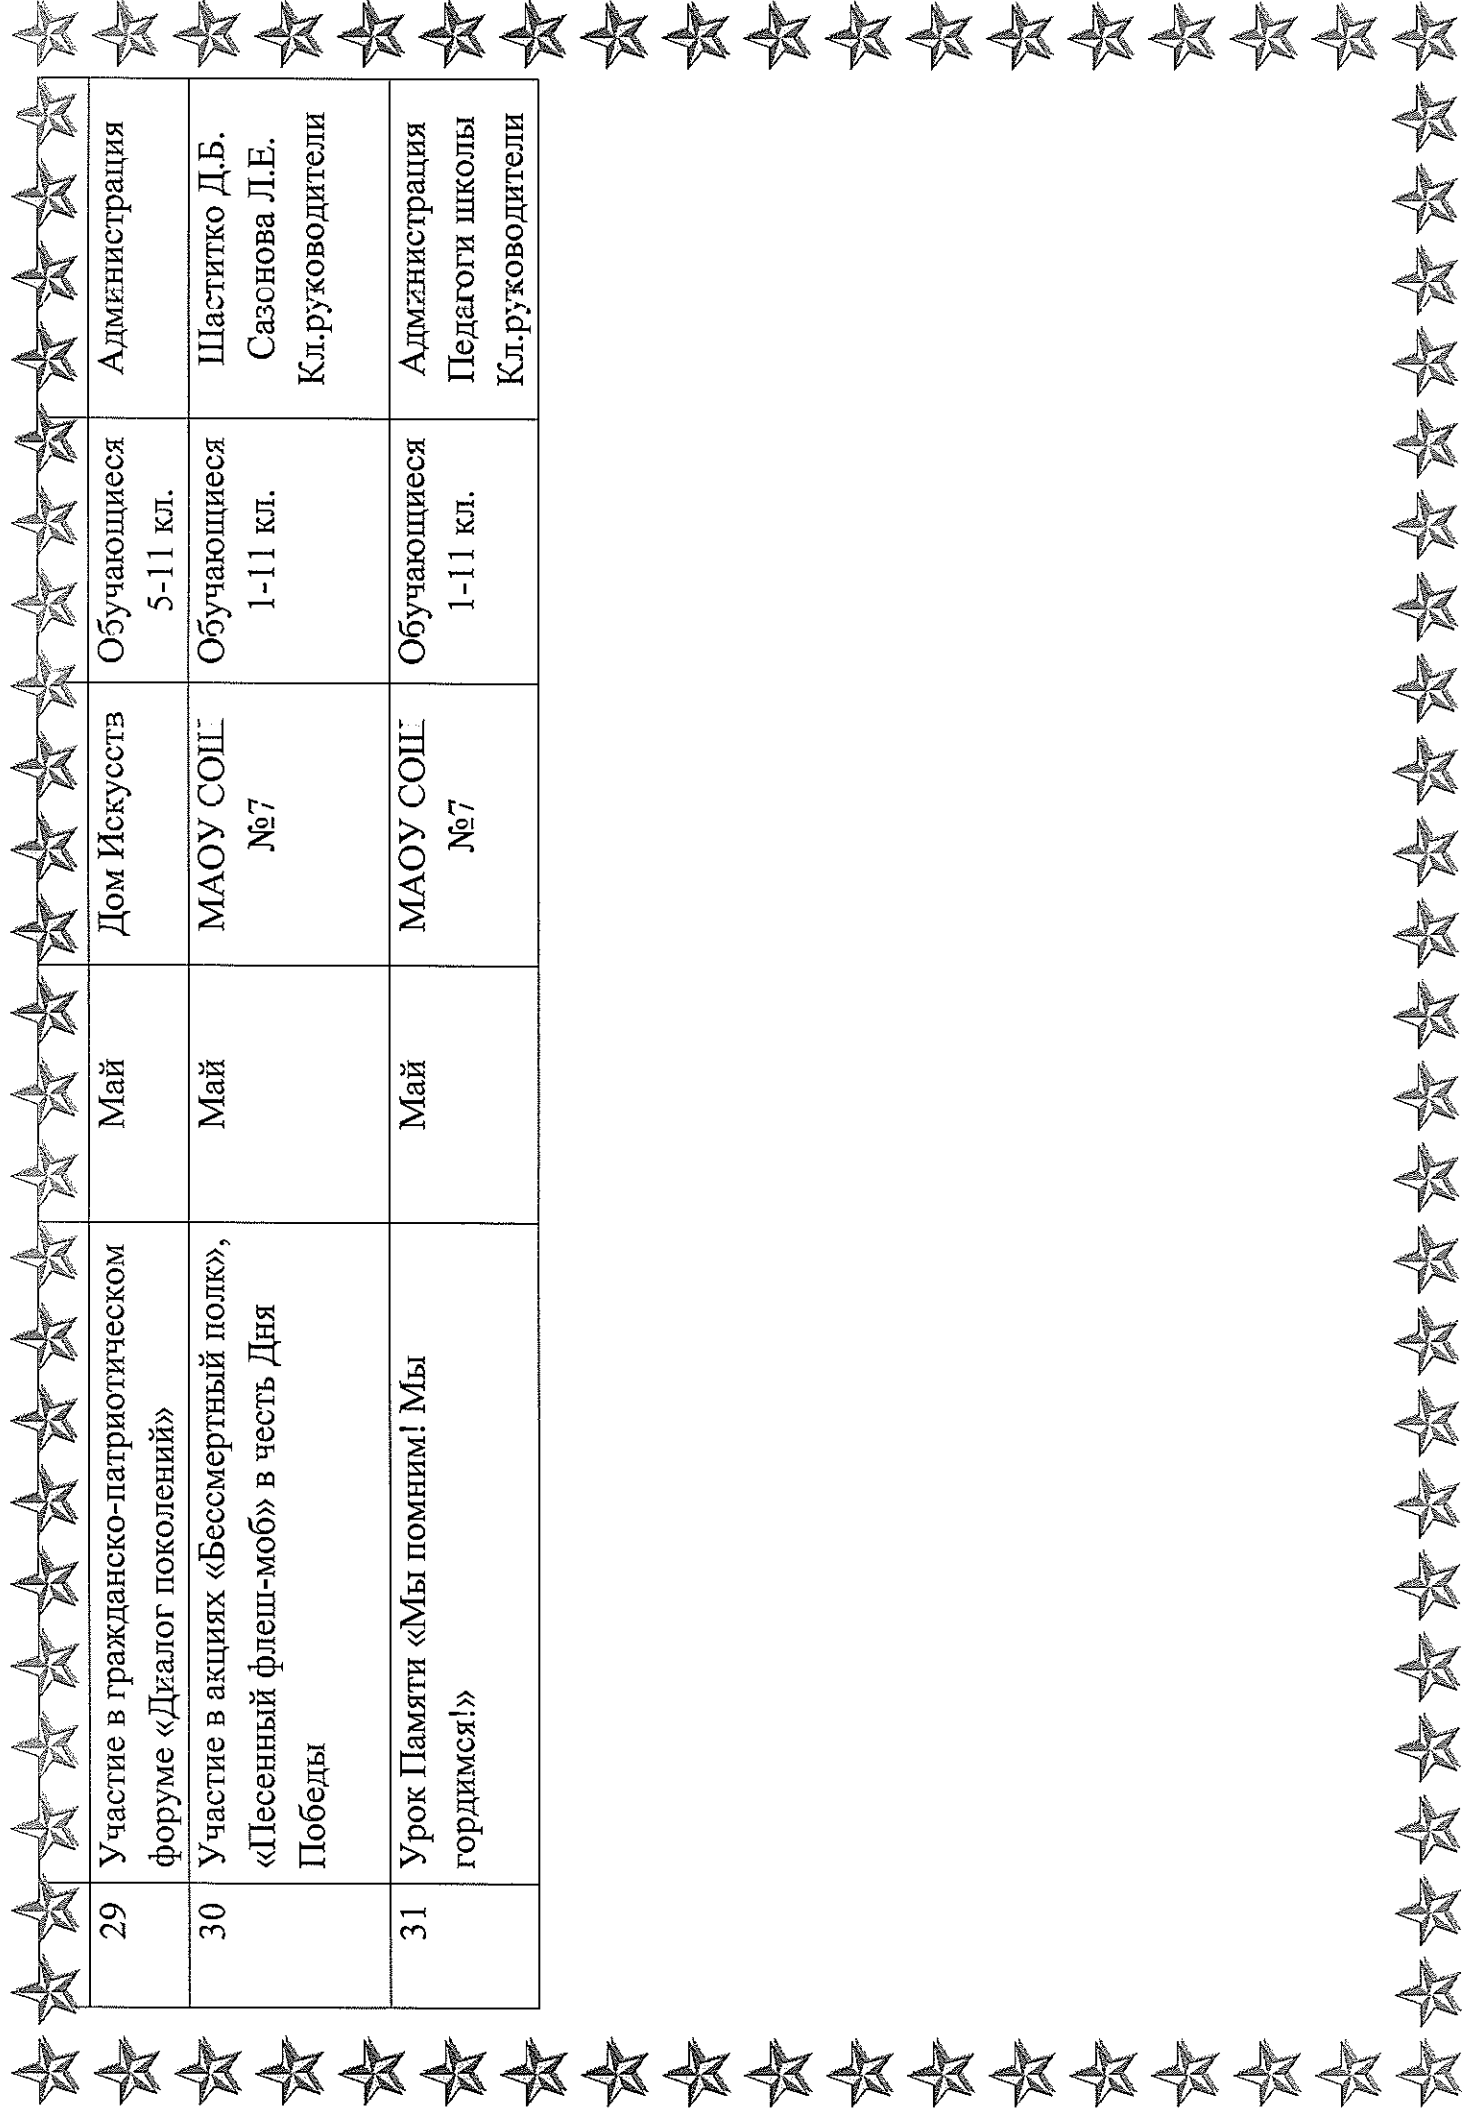 29
Участие в гражданско-патриотическом
форуме «Диалог поколений»
Май
Дом Искусств
Обучающиеся
5-11 кл.
Администрация
30
Участие в акциях «Бессмертный полк»,
«Песенный флеш-моб» в честь Дня
Победы
Май
МАОУ СОШ
№7
Обучающиеся
1-11 кл.
Шаститко Д.Б.
Сазонова Л.Е.
Кл.руководители
31
Урок Памяти «Мы помним! Мы
гордимся!»
Май
МАОУ СОШ
№7
Обучающиеся
1-11 кл.
Администрация
Педагоги школы
Кл.руководители